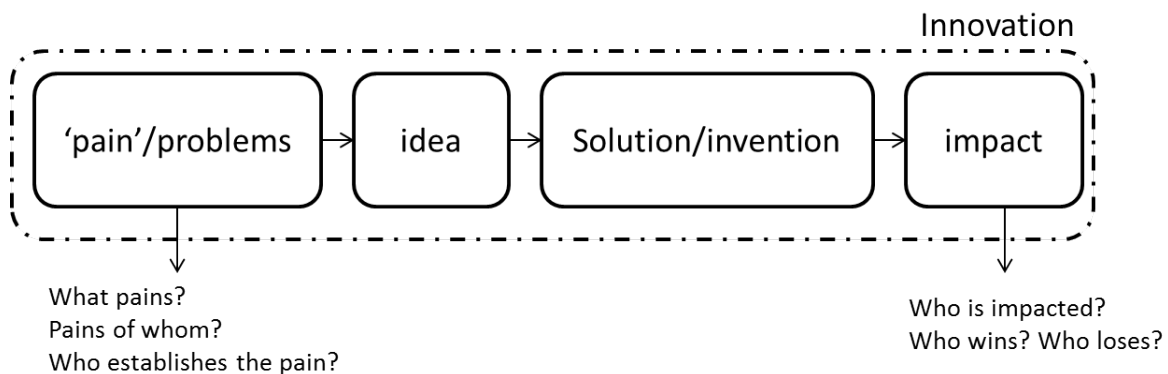 Innovation
‘pain’/problems
idea
Solution/invention
impact
What pains?
Pains of whom?
Who establishes the pain?
Who is impacted?
Who wins? Who loses?